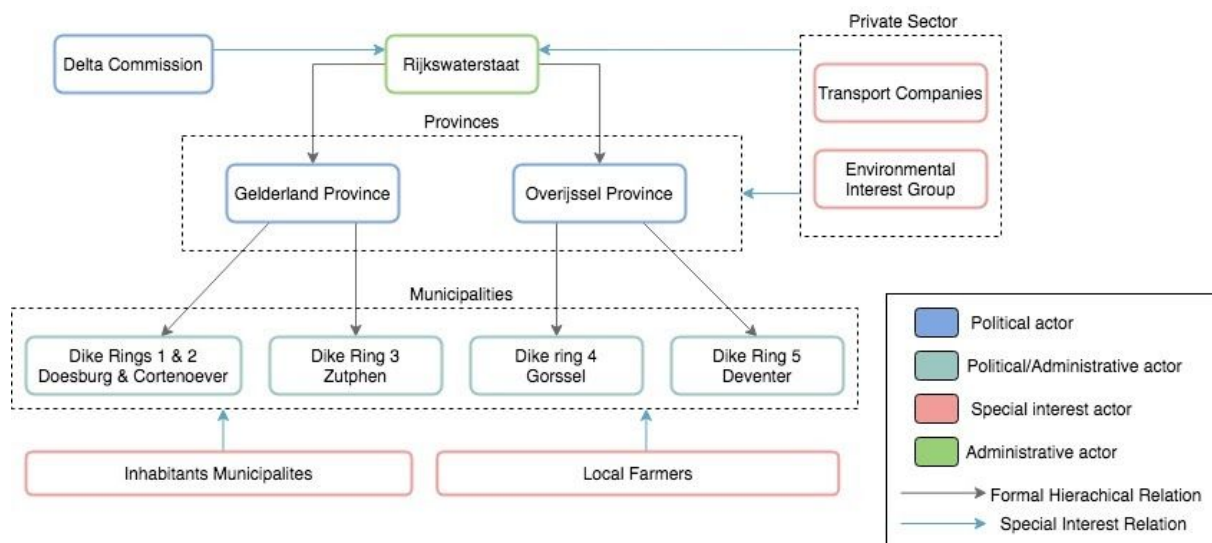 Private Sector
Delta Commission
Rijkswaterstaat
Transport Companies
Provinces
Environmental
Interest Group
Gelderland Province
Overijssel Province
Municipalities
Dike Rings 1 & 2
Doesburg & Cortenoever
Dike Ring 3
Zutphen
Dike ring 4
Gorssel
Dike Ring 5
Deventer
Inhabitants Municipalites
Local Farmers
Political actor
Political/Administrative actor
Special interest actor
Administrative actor
Formal Hierachical Relation
Special Interest Relation